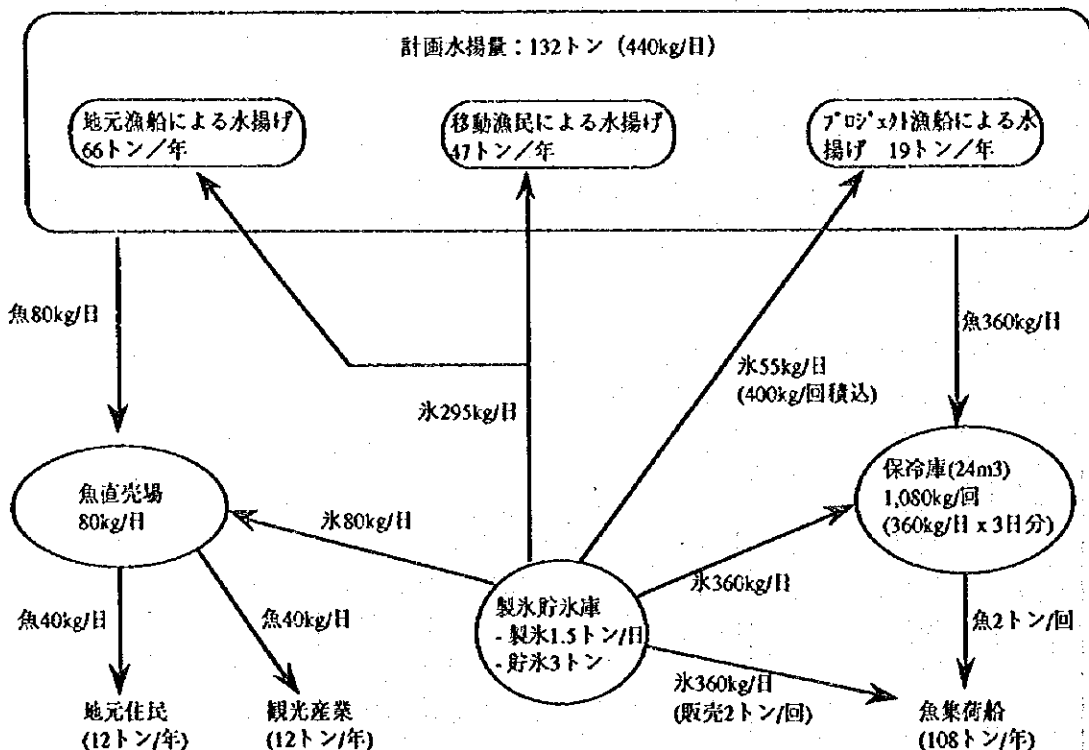 計画水揚量：132トン（440kg/日）
地元漁船による水揚げ
66トン／年
移動漁民による水揚げ
47トン／年
プロジェクト漁船による水
揚げ　19トン／年
魚80kg/日
魚360kg/日
氷55kg/日
(400kg/回積込)
氷295kg/日
魚直売場
80kg/日
保冷庫(24m3)
1,080kg/回
(360kg/日 x 3日分)
氷80kg/日
氷360kg/日
製氷貯氷庫
- 製氷1.5トン/日
- 貯氷3トン
魚40kg/日
魚40kg/日
魚2トン/回
氷360kg/日
(販売2トン/回)
地元住民
(12トン/年)
観光産業
(12トン/年)
魚集荷船
(108トン/年)